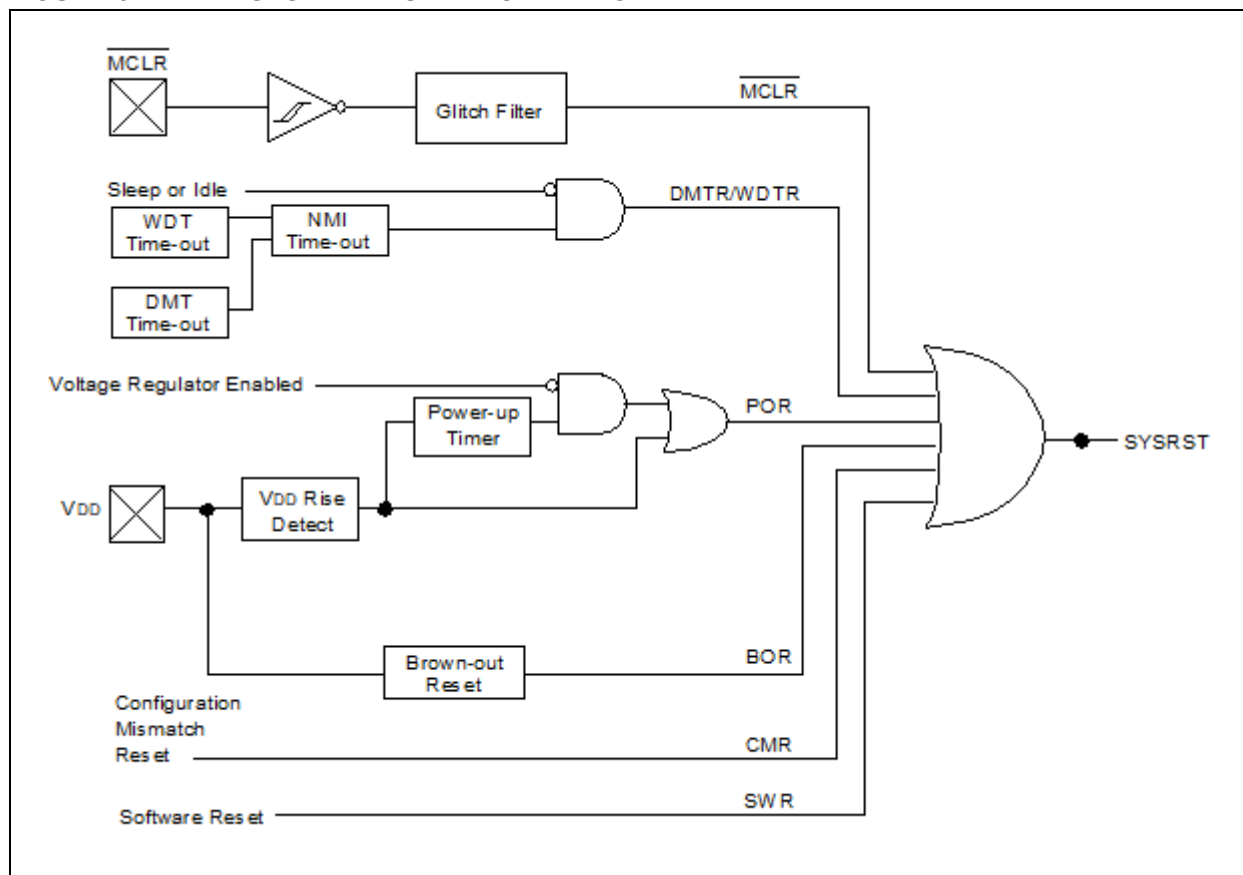 MCLR
Glitch Filter
MCLR
Sleep or Idle
WDT
Time-out
NMI
Time-out
DMTR/WDTR
DMT
Time-out
Voltage Regulator Enabled
Power-up
Timer
POR
SYSRST
VDD
VDD Rise
Detect
Brown-out
Reset
BOR
Configuration
Mismatch
Reset
CMR
Software Reset
SWR